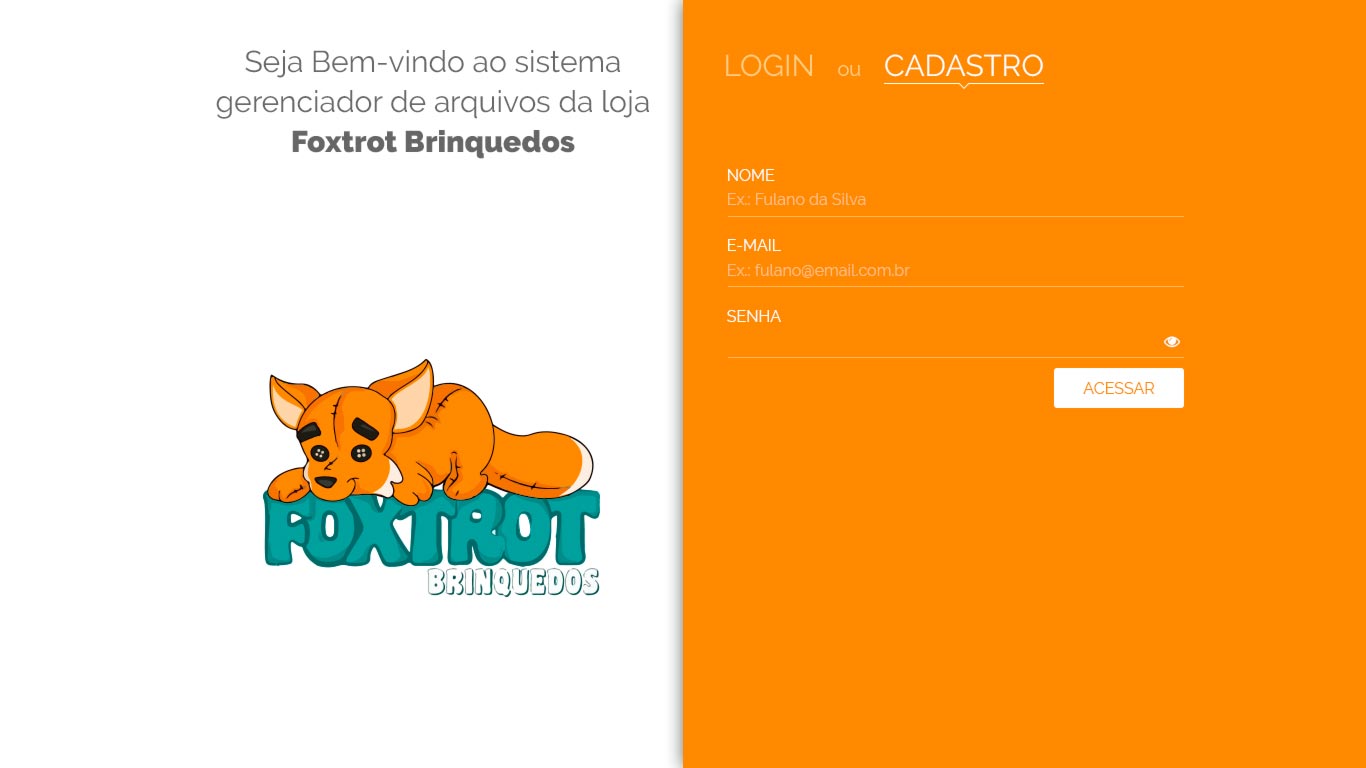 Seja Bem-vindo ao sistema
gerenciador de arquivos da loja
Foxtrot Brinquedos
FOXTROT
BRINQUEDOS
LOGIN ou CADASTRO
NOME
Ex.: Fulano da Silva
E-MAIL
Ex.: fulano@email.com.br
SENHA
ACESSAR